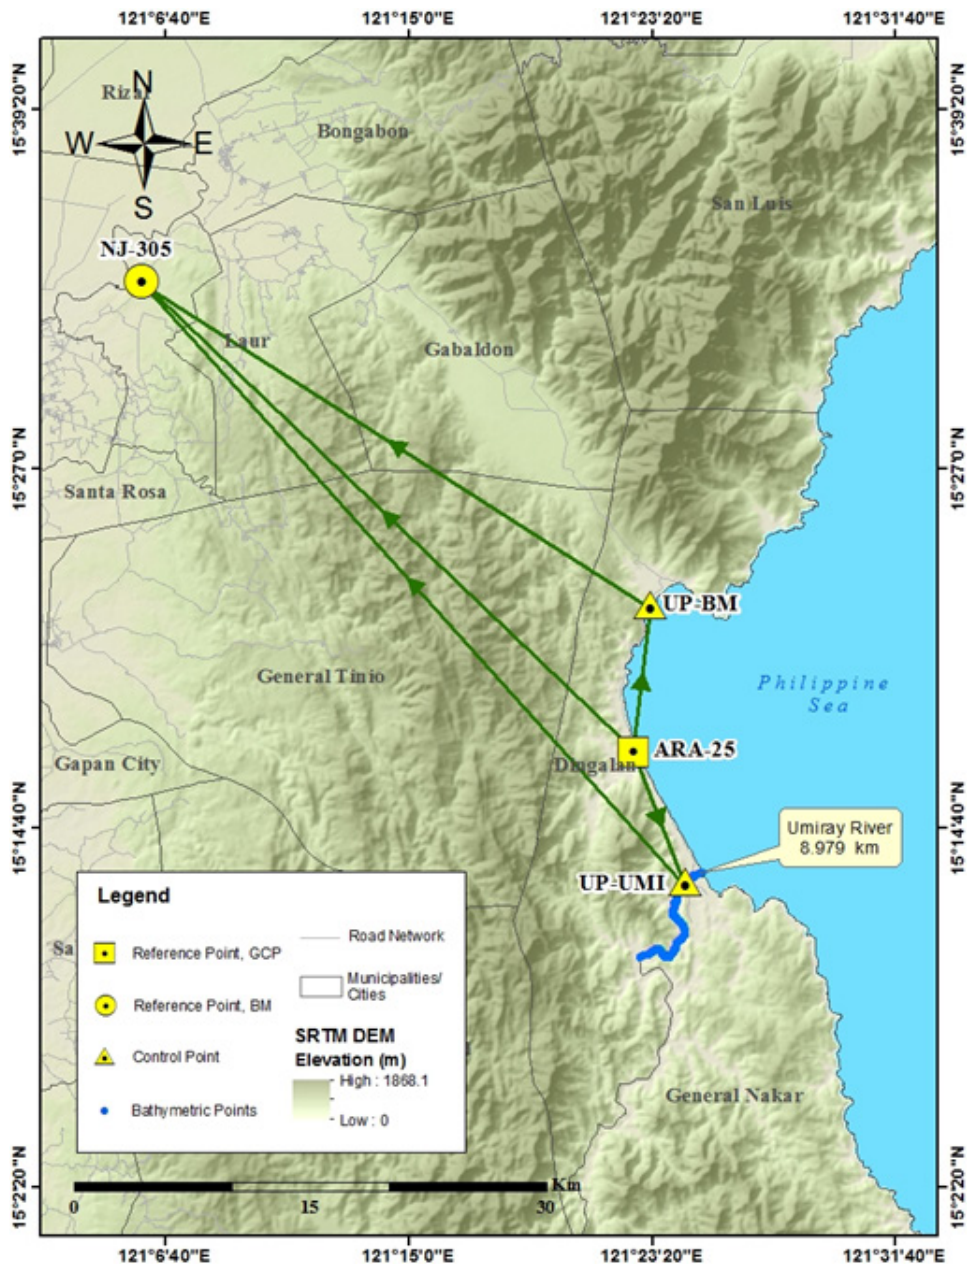 121°6'40"E
121°15'0"E
121°23'20"E
121°31'40"E
15°39'20"N
15°39'20"N
Rizal
N
W
E
S
Bongabon
San Luis
NJ-305
Laur
Gabaldon
15°27'0"N
15°27'0"N
Santa Rosa
UP-BM
General Tinio
Philippine
Sea
Gapan City
Dingalan
ARA-25
15°14'40"N
15°14'40"N
Umiray River
8.979 km
UP-UMI
Legend
Sa
Reference Point, GCP
Road Network
Reference Point, BM
Municipalities/
Cities
Control Point
SRTM DEM
Elevation (m)
High : 1868.1
Low : 0
Bathymetric Points
General Nakar
15°2'20"N
15°2'20"N
Km
0
15
30
121°6'40"E
121°15'0"E
121°23'20"E
121°31'40"E